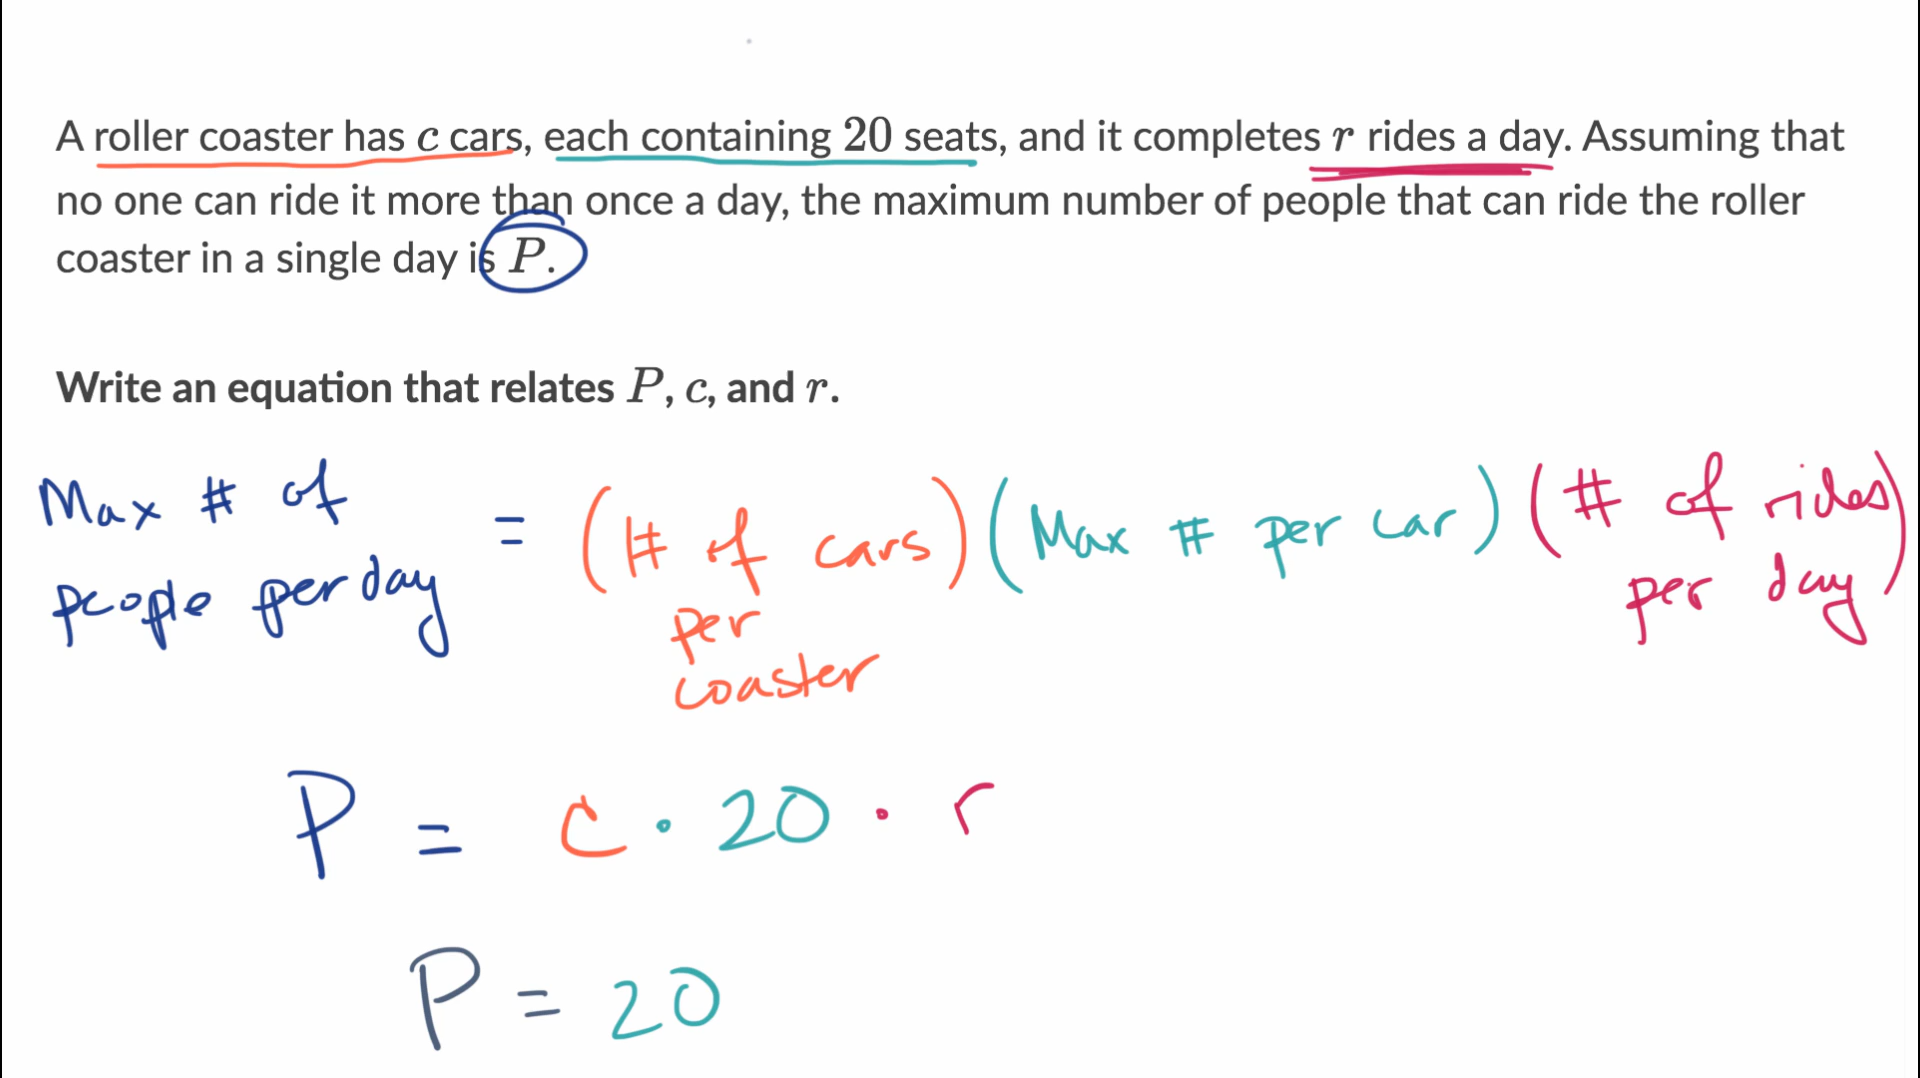 A roller coaster has c cars, each containing 20 seats, and it completes r rides a day. Assuming that
no one can ride it more than once a day, the maximum number of people that can ride the roller
coaster in a single day is P.
Write an equation that relates P, c, and r.
Max # of
people per day
= (# of cars) (Max # per car) (# of rides
per
coaster
per day)
P = c · 20 · r
P = 20